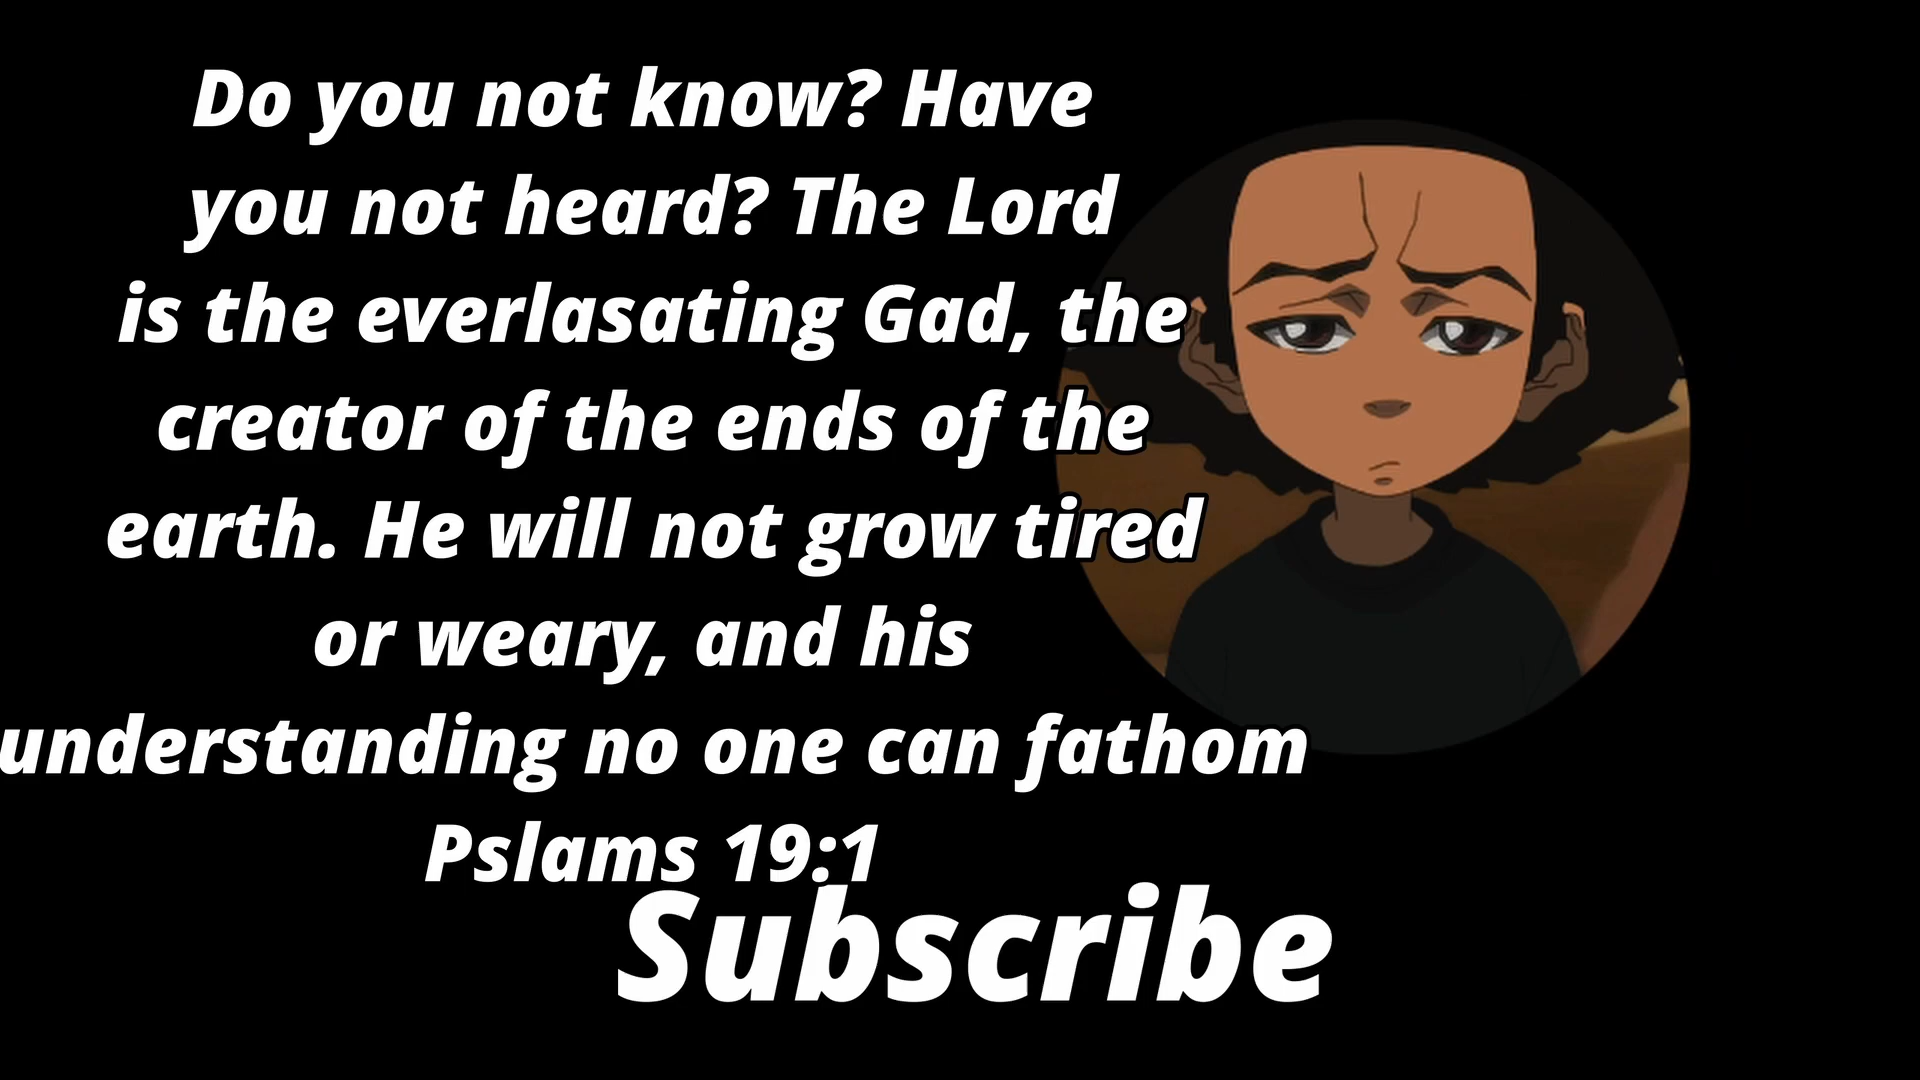 Do you not know? Have
you not heard? The Lord
is the everlasating Gad, the
creator of the ends of the
earth. He will not grow tired
or weary, and his
understanding no one can fathom
Pslams 19:1
Subscribe